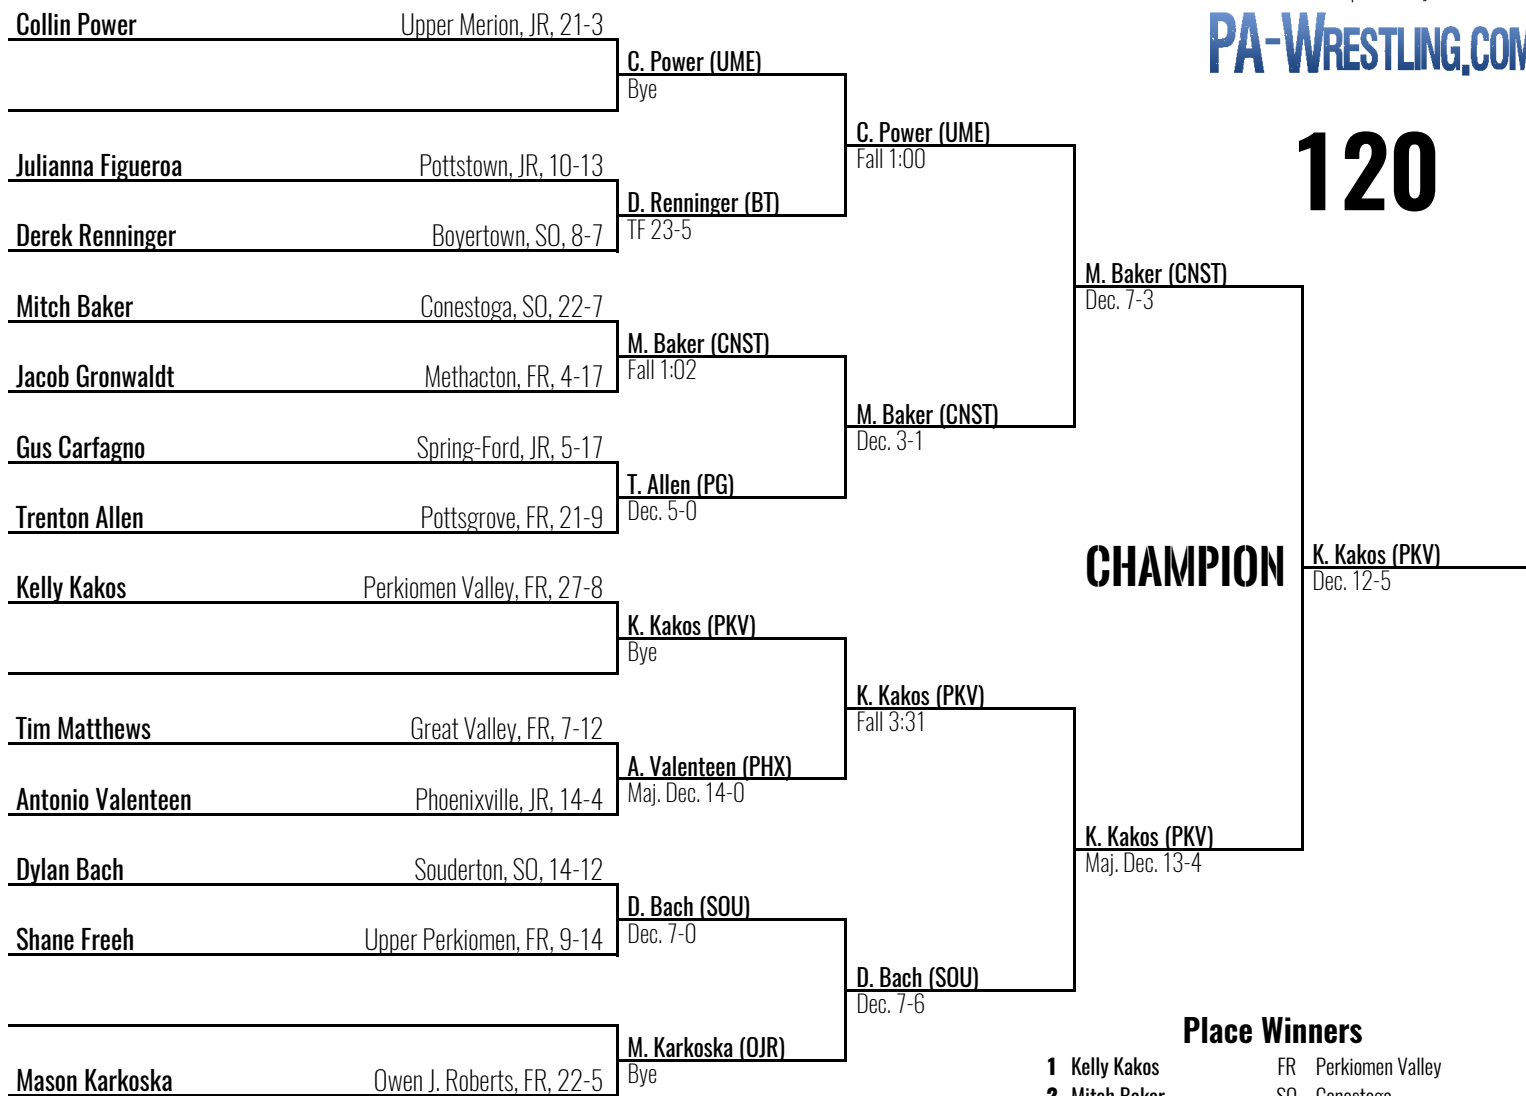 PA-WRESTLING.COM
120
Collin Power Upper Merion, JR, 21-3
C. Power (UME)
Bye
C. Power (UME)
Fall 1:00
Julianna Figueroa Pottstown, JR, 10-13
D. Renninger (BT)
TF 23-5
Derek Renninger Boyertown, SO, 8-7
M. Baker (CNST)
Dec. 7-3
Mitch Baker Conestoga, SO, 22-7
M. Baker (CNST)
Fall 1:02
Jacob Gronwaldt Methacton, FR, 4-17
M. Baker (CNST)
Dec. 3-1
Gus Carfagno Spring-Ford, JR, 5-17
T. Allen (PG)
Dec. 5-0
Trenton Allen Pottsgrove, FR, 21-9
CHAMPION
K. Kakos (PKV)
Dec. 12-5
Kelly Kakos Perkiomen Valley, FR, 27-8
K. Kakos (PKV)
Bye
K. Kakos (PKV)
Fall 3:31
Tim Matthews Great Valley, FR, 7-12
A. Valenteen (PHX)
Maj. Dec. 14-0
Antonio Valenteen Phoenixville, JR, 14-4
K. Kakos (PKV)
Maj. Dec. 13-4
Dylan Bach Souderton, SO, 14-12
D. Bach (SOU)
Dec. 7-0
Shane Freeh Upper Perkiomen, FR, 9-14
D. Bach (SOU)
Dec. 7-6
M. Karkoska (OJR)
Bye
Mason Karkoska Owen J. Roberts, FR, 22-5
Place Winners
1 Kelly Kakos FR Perkiomen Valley
2 Mitch Baker SO Conestoga